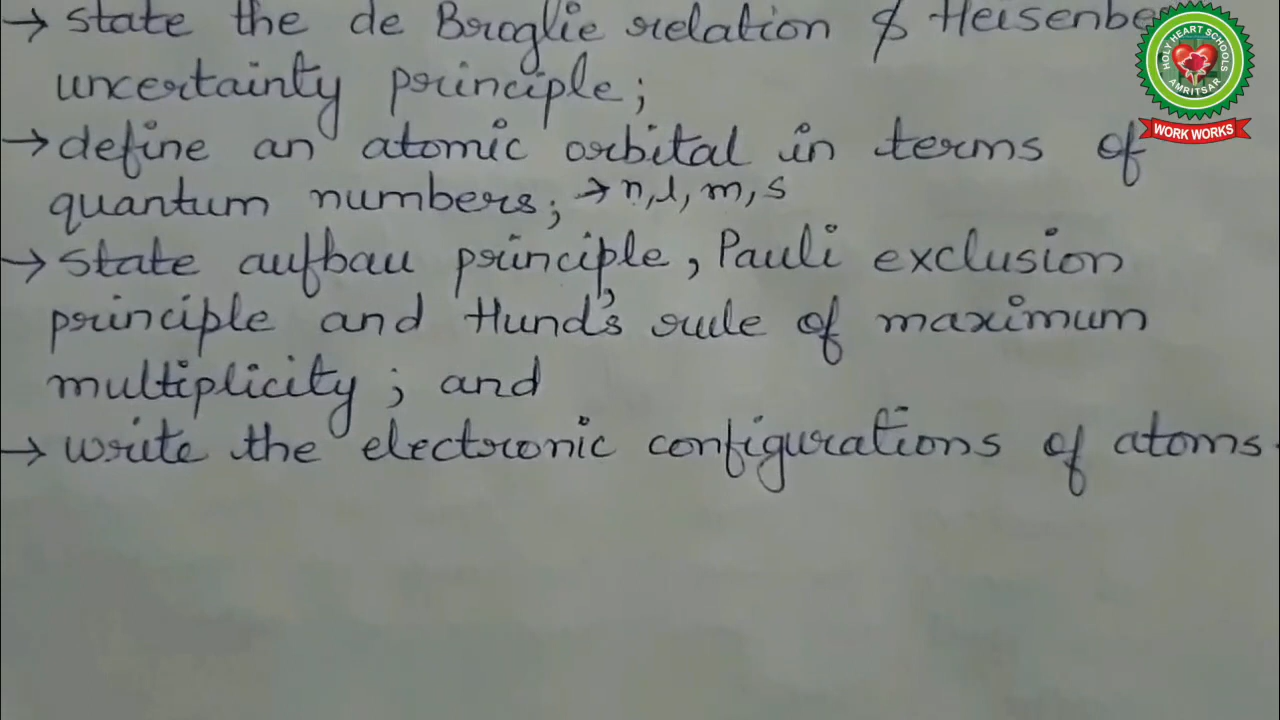 → state the de Broglie relation &
uncertainty principle;
→ define an atomic orbital in terms of
quantum numbers; → n, l, m, s
→ state aufbau principle, Pauli exclusion
principle and Hund's rule of maximum
multiplicity; and
→ write the electronic configurations of atoms.
HOLY HEART SCHOOLS
AMRITSAR
WORK WORKS